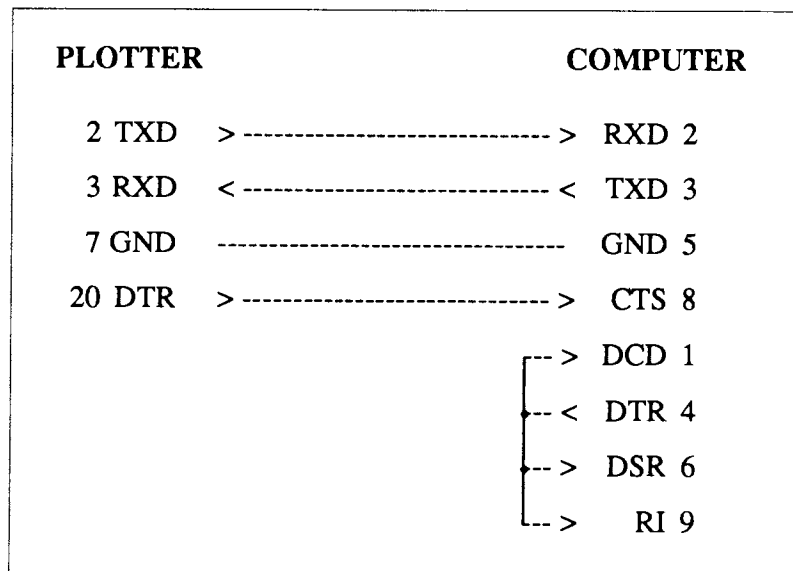 PLOTTER COMPUTER
2 TXD > ------------------------------ > RXD 2
3 RXD < ------------------------------ < TXD 3
7 GND ---------------------------------- GND 5
20 DTR > ------------------------------ > CTS 8
--- > DCD 1
--- < DTR 4
--- > DSR 6
--- > RI 9